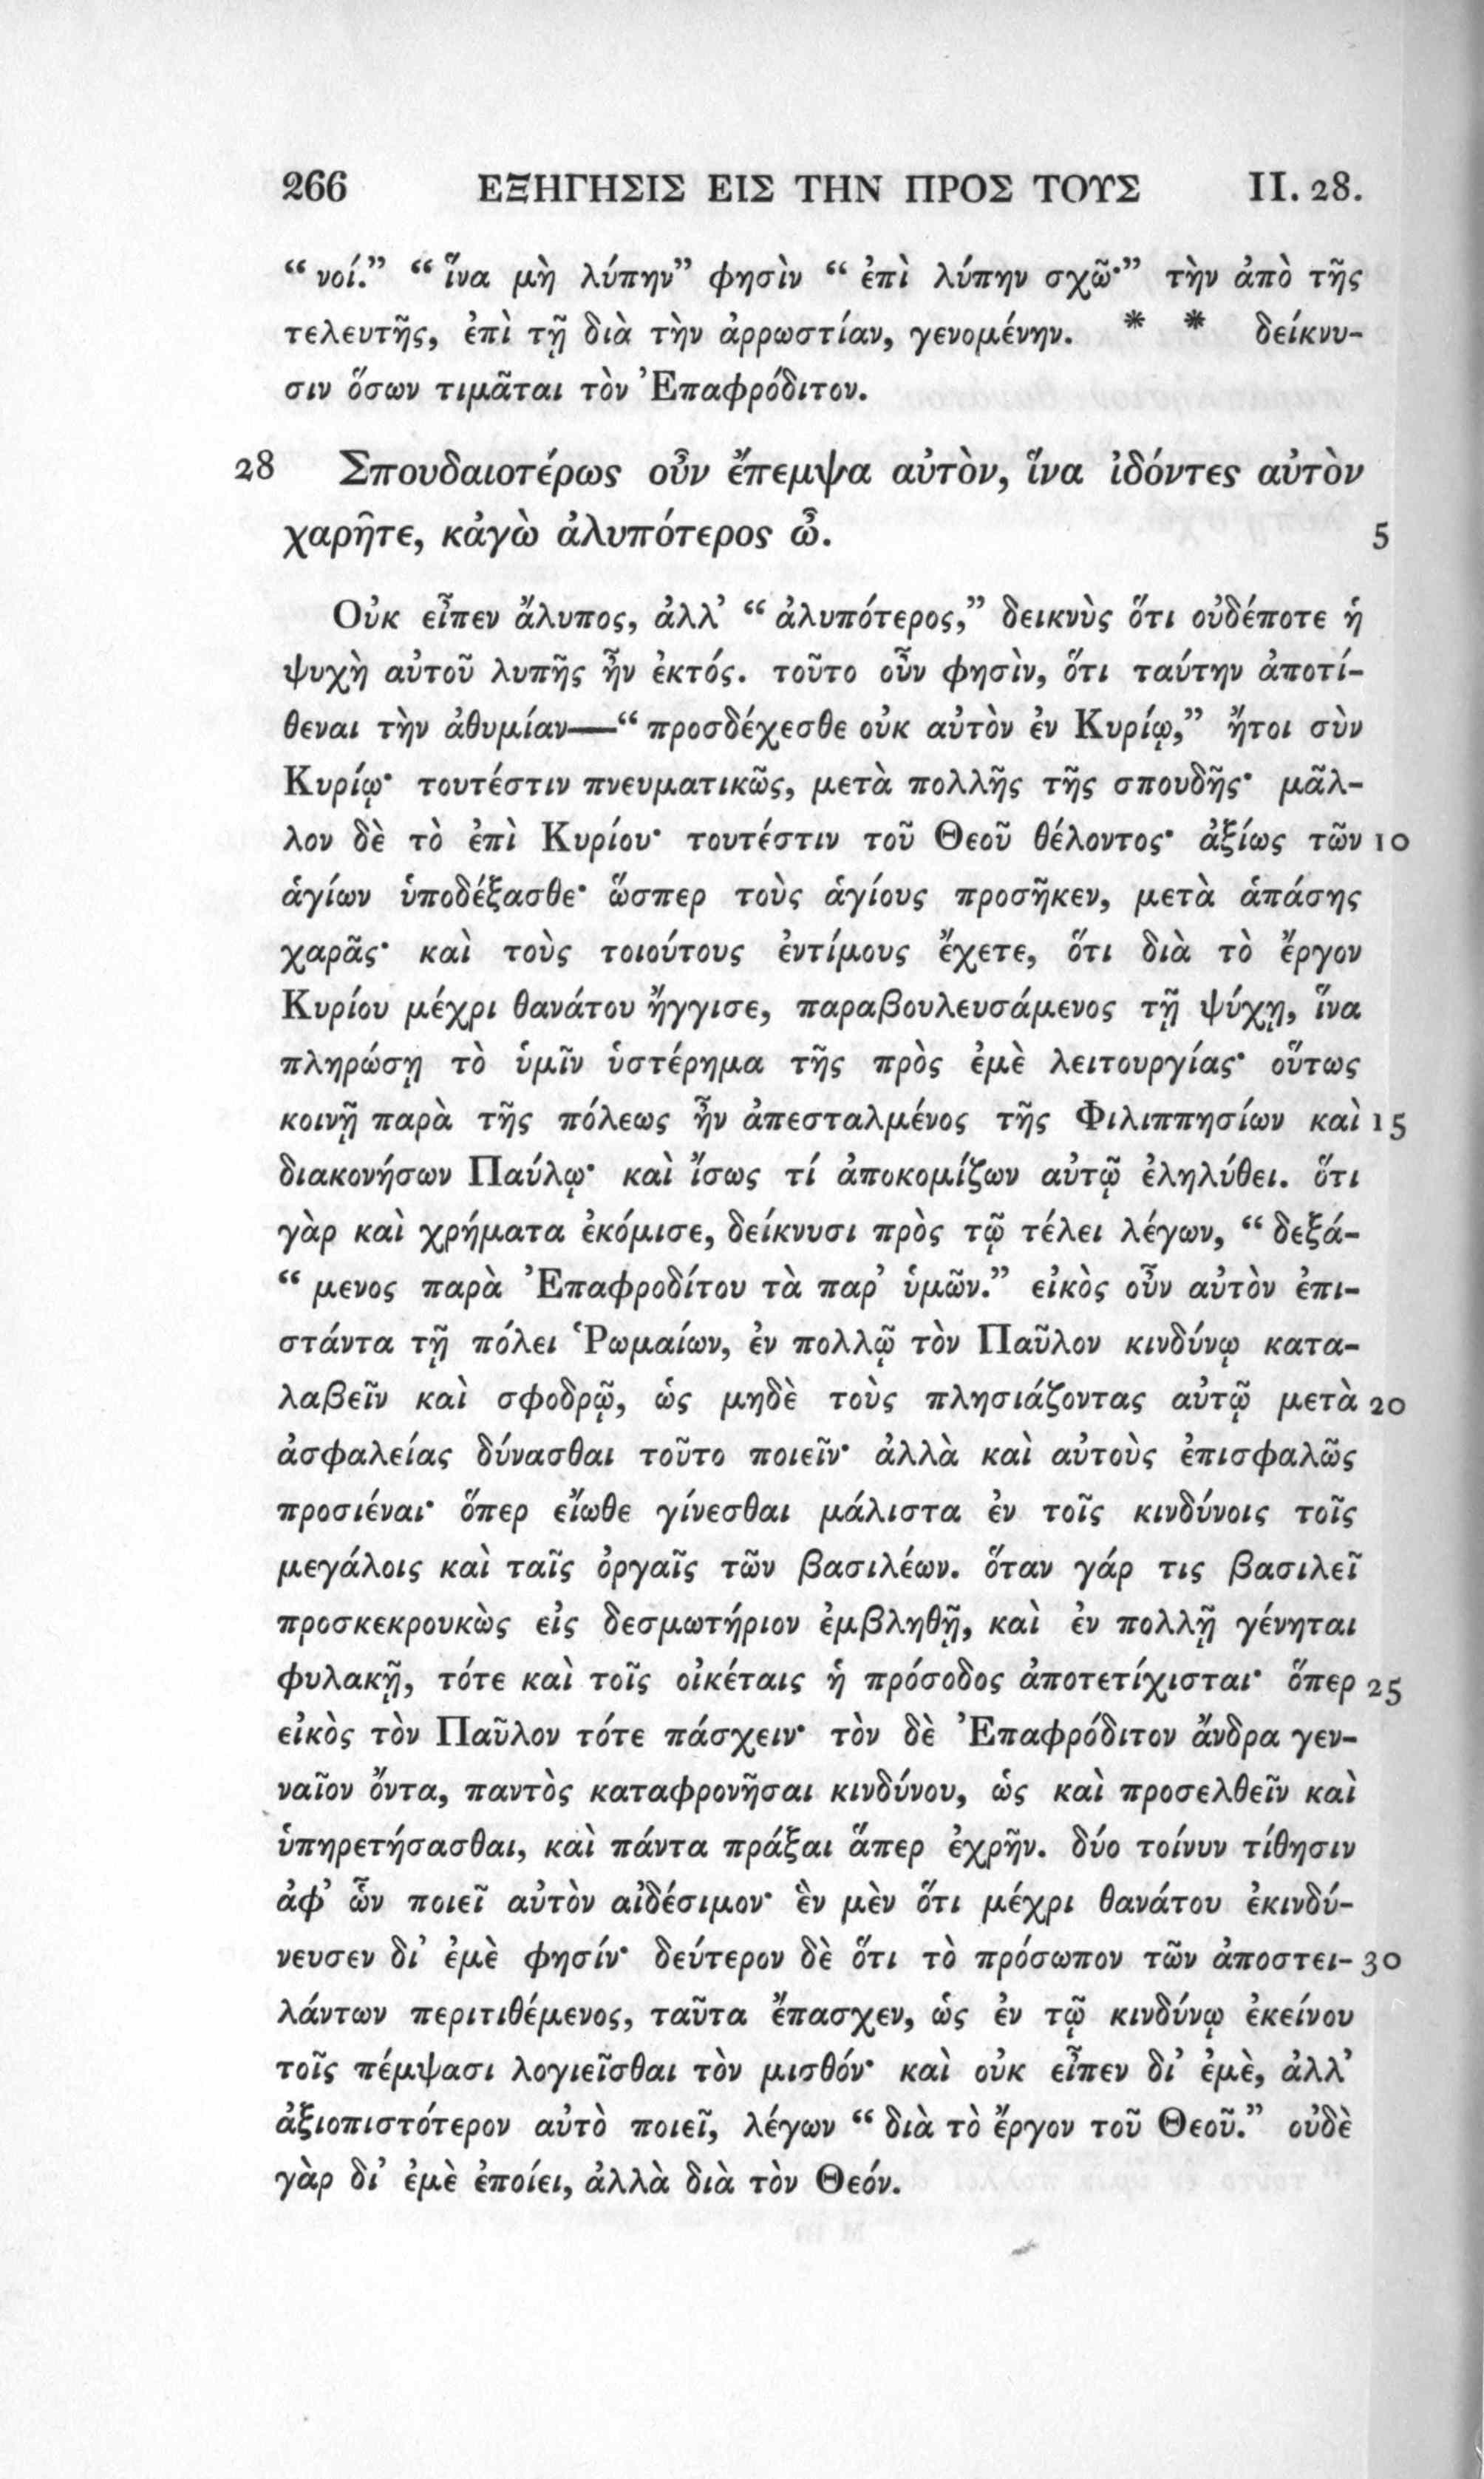 266 ΕΞΗΓΗΣΙΣ ΕΙΣ ΤΗΝ ΠΡΟΣ ΤΟΥΣ II. 28.
“ νοί.” “ ἵνα μὴ λύπην” φησὶν “ ἐπὶ λύπην σχῶ·” τὴν ἀπὸ τῆς
τελευτῆς, ἐπὶ τῇ διὰ τὴν ἀρρωστίαν, γενομένην. * * δείκνυ-
σιν ὅσων τιμᾶται τὸν Ἐπαφρόδιτον.
28 Σπουδαιοτέρως οὖν ἔπεμψα αὐτὸν, ἵνα ἰδόντες αὐτὸν
χαρῆτε, κἀγὼ ἀλυπότερος ὦ. 5
Οὐκ εἶπεν ἄλυπος, ἀλλ’ “ ἀλυπότερος,” δεικνὺς ὅτι οὐδέποτε ἡ
ψυχὴ αὐτοῦ λυπῆς ἦν ἐκτός. τοῦτο οὖν φησὶν, ὅτι ταύτην ἀποτί-
θεναι τὴν ἀθυμίαν—“ προσδέχεσθε οὐκ αὐτὸν ἐν Κυρίῳ,” ἤτοι σὺν
Κυρίῳ· τουτέστιν πνευματικῶς, μετὰ πολλῆς τῆς σπουδῆς· μᾶλ-
λον δὲ τὸ ἐπὶ Κυρίου· τουτέστιν τοῦ Θεοῦ θέλοντος· ἀξίως τῶν 10
ἁγίων ὑποδέξασθε· ὥσπερ τοὺς ἁγίους προσῆκεν, μετὰ ἁπάσης
χαρᾶς· καὶ τοὺς τοιούτους ἐντίμους ἔχετε, ὅτι διὰ τὸ ἔργον
Κυρίου μέχρι θανάτου ἤγγισε, παραβουλευσάμενος τῇ ψύχῃ, ἵνα
πληρώσῃ τὸ ὑμῖν ὑστέρημα τῆς πρὸς ἐμὲ λειτουργίας· οὕτως
κοινῇ παρὰ τῆς πόλεως ἦν ἀπεσταλμένος τῆς Φιλιππησίων καὶ 15
διακονήσων Παύλῳ· καὶ ἴσως τί ἀποκομίζων αὐτῷ ἐληλύθει. ὅτι
γὰρ καὶ χρήματα ἐκόμισε, δείκνυσι πρὸς τῷ τέλει λέγων, “ δεξά-
“ μενος παρὰ Ἐπαφροδίτου τὰ παρ’ ὑμῶν.” εἰκὸς οὖν αὐτὸν ἐπι-
στάντα τῇ πόλει Ῥωμαίων, ἐν πολλῷ τὸν Παῦλον κινδύνῳ κατα-
λαβεῖν καὶ σφοδρῷ, ὡς μηδὲ τοὺς πλησιάζοντας αὐτῷ μετὰ 20
ἀσφαλείας δύνασθαι τοῦτο ποιεῖν· ἀλλὰ καὶ αὐτοὺς ἐπισφαλῶς
προσιέναι· ὅπερ εἴωθε γίνεσθαι μάλιστα ἐν τοῖς κινδύνοις τοῖς
μεγάλοις καὶ ταῖς ὀργαῖς τῶν βασιλέων. ὅταν γάρ τις βασιλεῖ
προσκεκρουκὼς εἰς δεσμωτήριον ἐμβληθῇ, καὶ ἐν πολλῇ γένηται
φυλακῇ, τότε καὶ τοῖς οἰκέταις ἡ πρόσοδος ἀποτετίχισται· ὅπερ 25
εἰκὸς τὸν Παῦλον τότε πάσχειν· τὸν δὲ Ἐπαφρόδιτον ἄνδρα γεν-
ναῖον ὄντα, παντὸς καταφρονῆσαι κινδύνου, ὡς καὶ προσελθεῖν καὶ
ὑπηρετήσασθαι, καὶ πάντα πράξαι ἅπερ ἐχρῆν. δύο τοίνυν τίθησιν
ἀφ’ ὧν ποιεῖ αὐτὸν αἰδέσιμον· ἓν μὲν ὅτι μέχρι θανάτου ἐκινδύ-
νευσεν δι’ ἐμὲ φησίν· δεύτερον δὲ ὅτι τὸ πρόσωπον τῶν ἀποστει- 30
λάντων περιτιθέμενος, ταῦτα ἔπασχεν, ὡς ἐν τῷ κινδύνῳ ἐκείνου
τοῖς πέμψασι λογιεῖσθαι τὸν μισθόν· καὶ οὐκ εἶπεν δι’ ἐμὲ, ἀλλ’
ἀξιοπιστότερον αὐτὸ ποιεῖ, λέγων “ διὰ τὸ ἔργον τοῦ Θεοῦ.” οὐδὲ
γὰρ δι’ ἐμὲ ἐποίει, ἀλλὰ διὰ τὸν Θεόν.